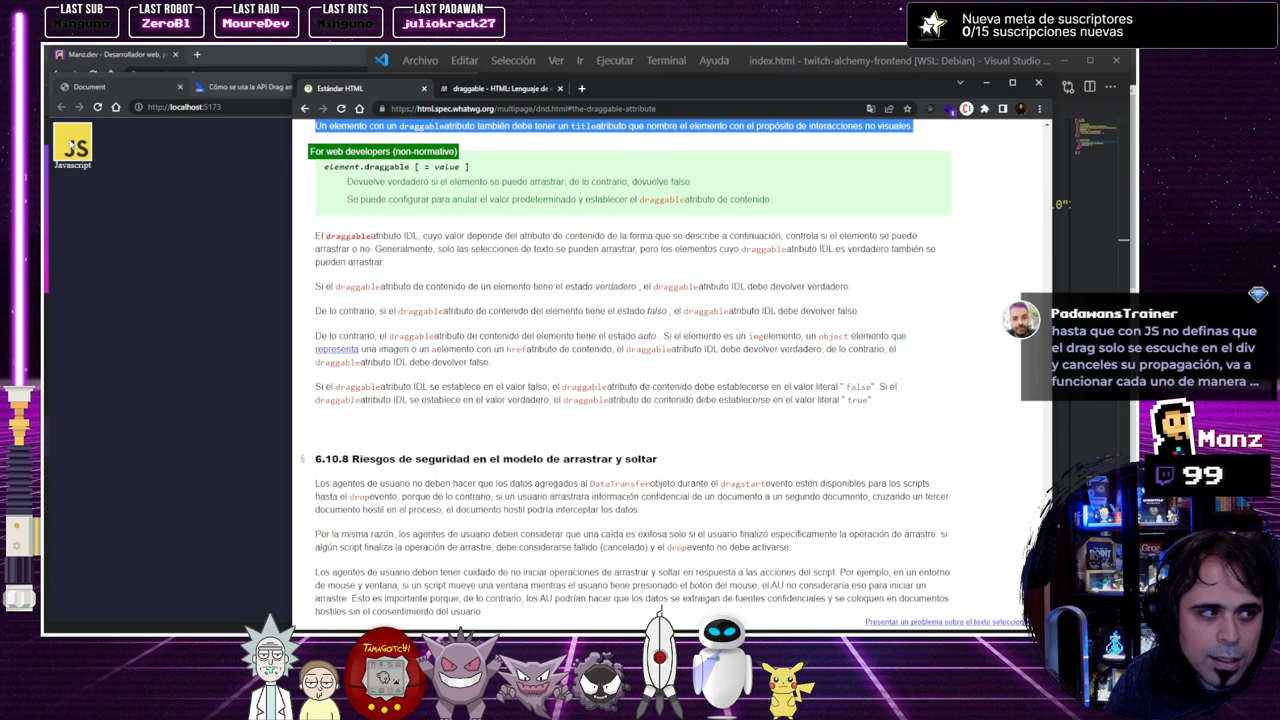 LAST SUB
Ninguno
LAST ROBOT
ZeroBl
LAST RAID
MoureDev
LAST BITS
Ninguno
LAST PADAWAN
juliokrack27
Nueva meta de suscriptores
0/15 suscripciones nuevas
Manz.dev - Desarrollador web, p
Archivo Editar Selección Ver Ir Ejecutar Terminal Ayuda
index.html - twitch-alchemy-frontend [WSL: Debian] - Visual Studio ...
Document
Cómo se usa la API Drag an
Estándar HTML
draggable - HTML: Lenguaje de
http://localhost:5173
https://html.spec.whatwg.org/multipage/dnd.html#the-draggable-attribute
JS
Javascript
Un elemento con un draggableatributo también debe tener un titleatributo que nombre el elemento con el propósito de interacciones no visuales.
For web developers (non-normative)
element.draggable [ = value ]
Devuelve verdadero si el elemento se puede arrastrar; de lo contrario, devuelve falso.
Se puede configurar para anular el valor predeterminado y establecer el draggableatributo de contenido.
El draggableatributo IDL, cuyo valor depende del atributo de contenido de la forma que se describe a continuación, controla si el elemento se puede
arrastrar o no. Generalmente, solo las selecciones de texto se pueden arrastrar, pero los elementos cuyo draggableatributo IDL es verdadero también se
pueden arrastrar.
Si el draggableatributo de contenido de un elemento tiene el estado verdadero , el draggableatributo IDL debe devolver verdadero.
De lo contrario, si el draggableatributo de contenido del elemento tiene el estado falso , el draggableatributo IDL debe devolver falso.
De lo contrario, el draggableatributo de contenido del elemento tiene el estado auto . Si el elemento es un imgelemento, un object elemento que
representa una imagen o un aelemento con un hrefatributo de contenido, el draggableatributo IDL debe devolver verdadero; de lo contrario, el
draggableatributo IDL debe devolver falso.
Si el draggableatributo IDL se establece en el valor falso, el draggableatributo de contenido debe establecerse en el valor literal " false". Si el
draggableatributo IDL se establece en el valor verdadero, el draggableatributo de contenido debe establecerse en el valor literal " true".
§ 6.10.8 Riesgos de seguridad en el modelo de arrastrar y soltar
Los agentes de usuario no deben hacer que los datos agregados al DataTransferobjeto durante el dragstartevento estén disponibles para los scripts
hasta el dropevento, porque de lo contrario, si un usuario arrastrara información confidencial de un documento a un segundo documento, cruzando un tercer
documento hostil en el proceso, el documento hostil podría interceptar los datos.
Por la misma razón, los agentes de usuario deben considerar que una caída es exitosa solo si el usuario finalizó específicamente la operación de arrastre: si
algún script finaliza la operación de arrastre, debe considerarse fallido (cancelado) y el dropevento no debe activarse.
Los agentes de usuario deben tener cuidado de no iniciar operaciones de arrastrar y soltar en respuesta a las acciones del script. Por ejemplo, en un entorno
de mouse y ventana, si un script mueve una ventana mientras el usuario tiene presionado el botón del mouse, el AU no consideraría eso para iniciar un
arrastre. Esto es importante porque, de lo contrario, los AU podrían hacer que los datos se extraigan de fuentes confidenciales y se coloquen en documentos
hostiles sin el consentimiento del usuario.
Presentar un problema sobre el texto seleccion
PadawansTrainer
hasta que con JS no definas que
el drag solo se escuche en el div
y canceles su propagación, va a
funcionar cada uno de manera ...
Manz
99
TAMAGOTCHI